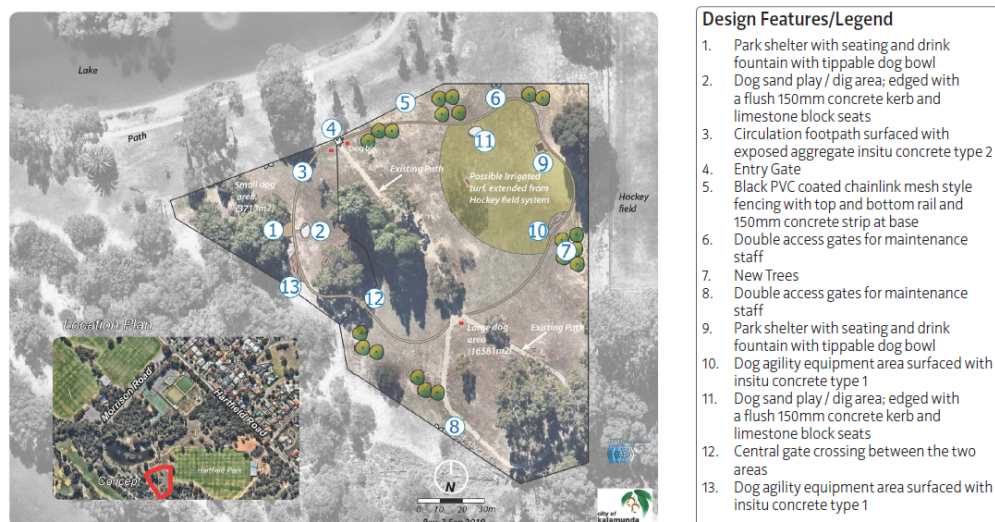 Lake
Path
4
5
6
Dog bin
11
3
Existing Path
9
Possible Irrigated
turf, extended from
Hockey field system
Small dog
area
(3713m2)
Hockey
field
1
2
10
7
13
12
Location Plan
Large dog
area
(16581m2)
Existing Path
Morrison Road
Hartfield Road
8
Hartfield Park
Concept
N
0 10 20 30m
Rev 3 Sep 2019
city of
kalamunda
Design Features/Legend
1. Park shelter with seating and drink
fountain with tippable dog bowl
2. Dog sand play / dig area; edged with
a flush 150mm concrete kerb and
limestone block seats
3. Circulation footpath surfaced with
exposed aggregate insitu concrete type 2
4. Entry Gate
5. Black PVC coated chainlink mesh style
fencing with top and bottom rail and
150mm concrete strip at base
6. Double access gates for maintenance
staff
7. New Trees
8. Double access gates for maintenance
staff
9. Park shelter with seating and drink
fountain with tippable dog bowl
10. Dog agility equipment area surfaced with
insitu concrete type 1
11. Dog sand play / dig area; edged with
a flush 150mm concrete kerb and
limestone block seats
12. Central gate crossing between the two
areas
13. Dog agility equipment area surfaced with
insitu concrete type 1